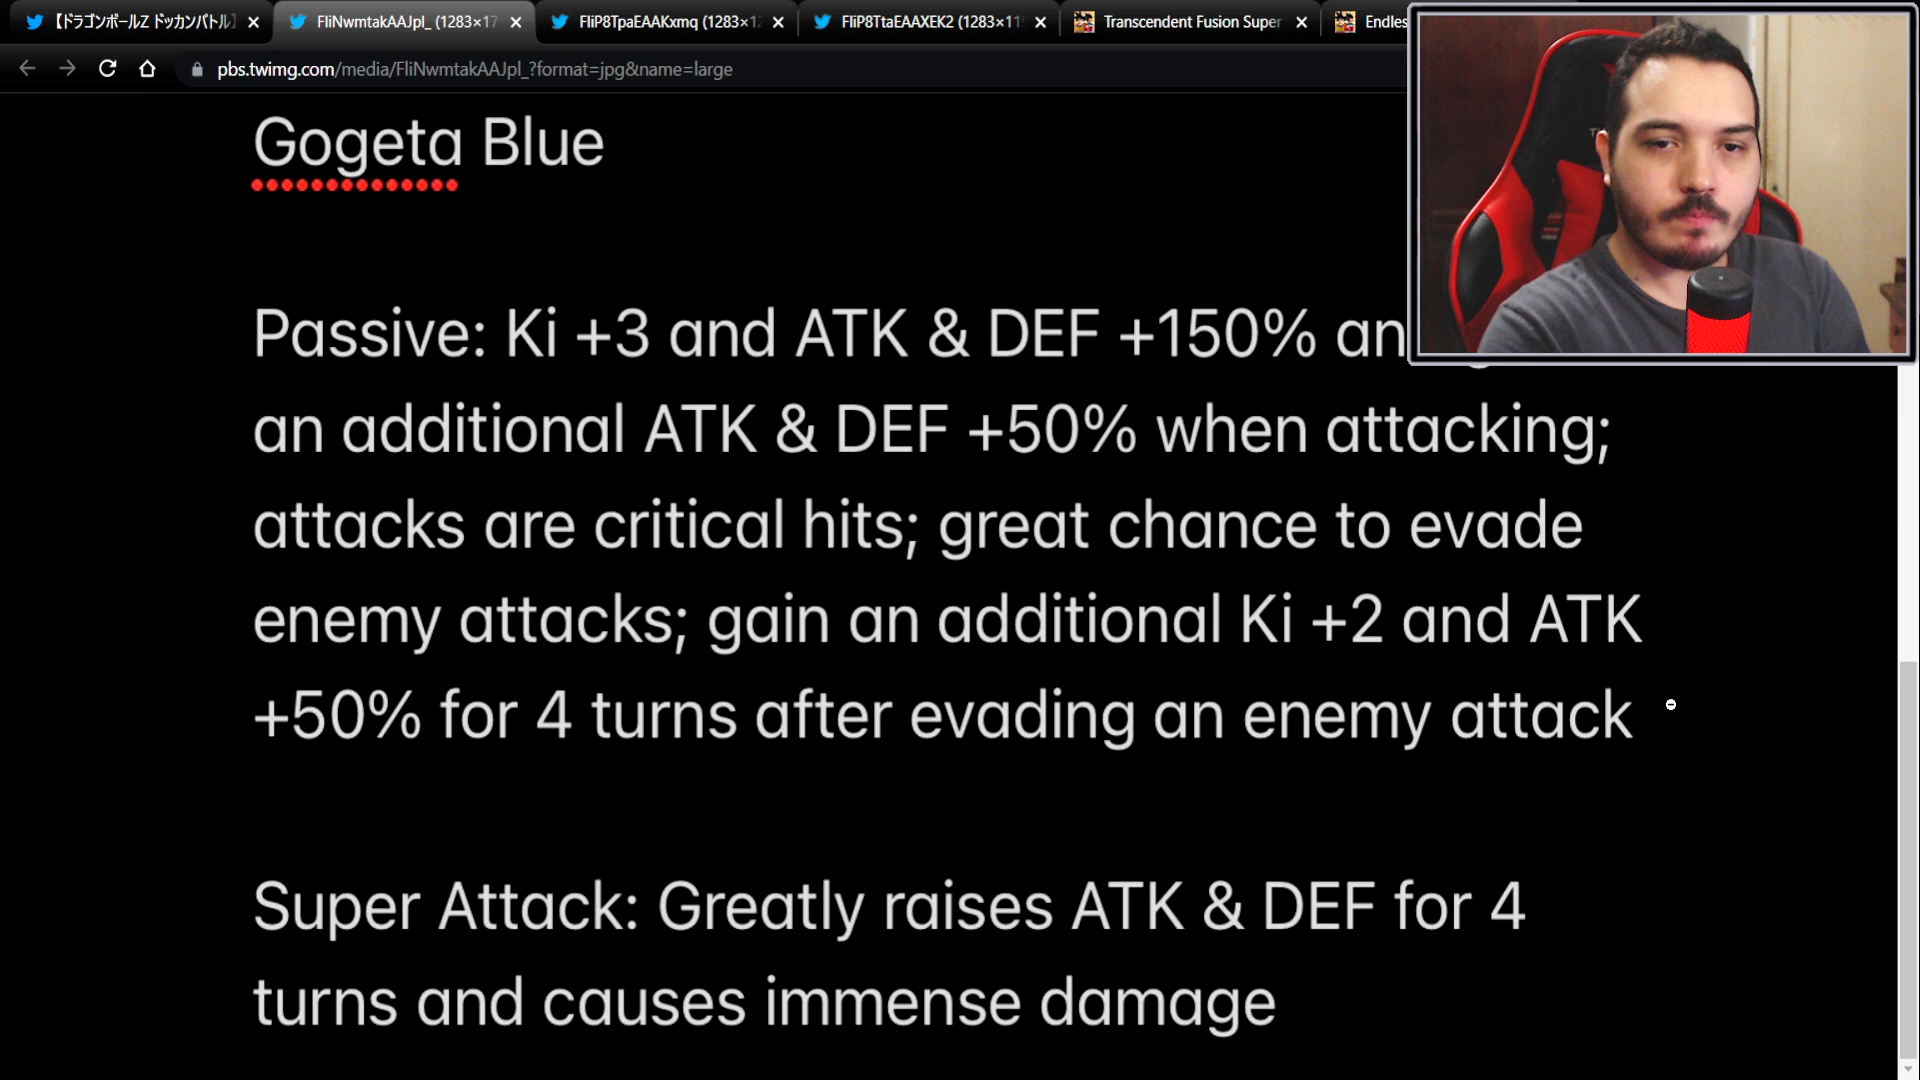 【ドラゴンボールZ ドッカンバトル】
FliNwmtakAAJpl_ (1283×17
FliP8TpaEAAKxmq (1283×12
FliP8TtaEAAXEK2 (1283×11
Transcendent Fusion Super
Endles
pbs.twimg.com/media/FliNwmtakAAJpl_?format=jpg&name=large
Gogeta Blue
Passive: Ki +3 and ATK & DEF +150% an
an additional ATK & DEF +50% when attacking;
attacks are critical hits; great chance to evade
enemy attacks; gain an additional Ki +2 and ATK
+50% for 4 turns after evading an enemy attack
Super Attack: Greatly raises ATK & DEF for 4
turns and causes immense damage